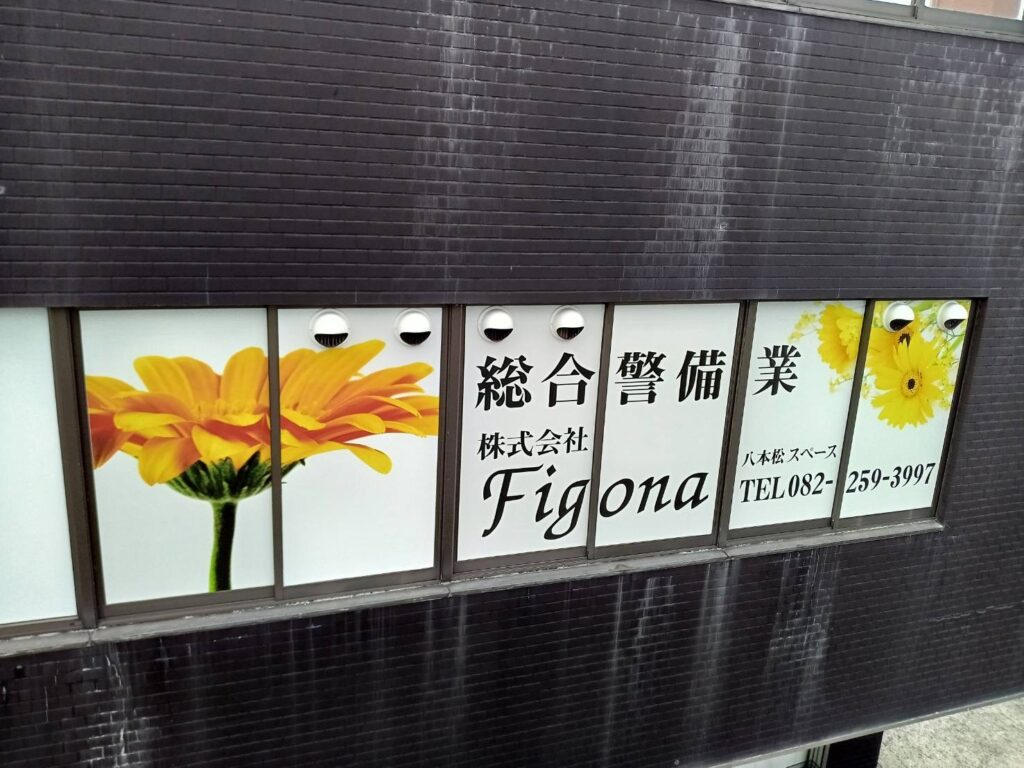 総合警備業
株式会社
Figona
八本松スペース
TEL082-259-3997